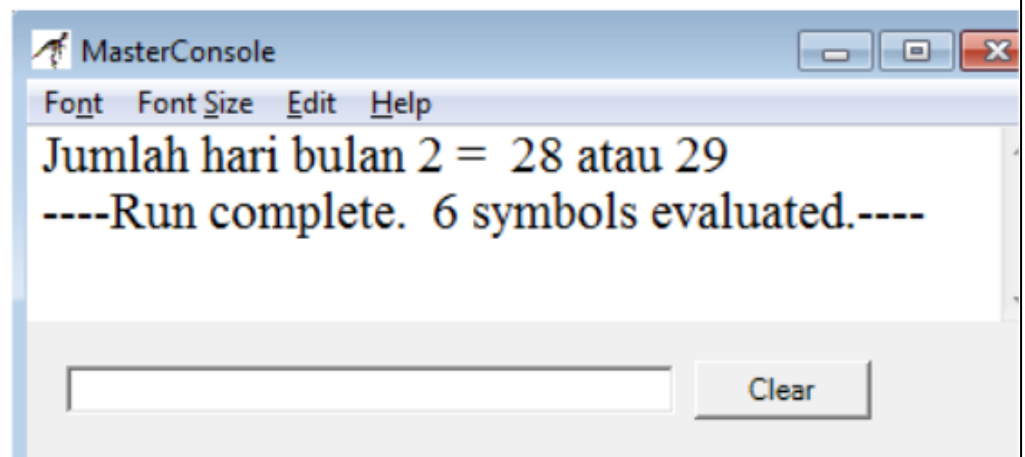 MasterConsole
Font Font Size Edit Help
Jumlah hari bulan 2 =  28 atau 29
----Run complete.  6 symbols evaluated.----
Clear